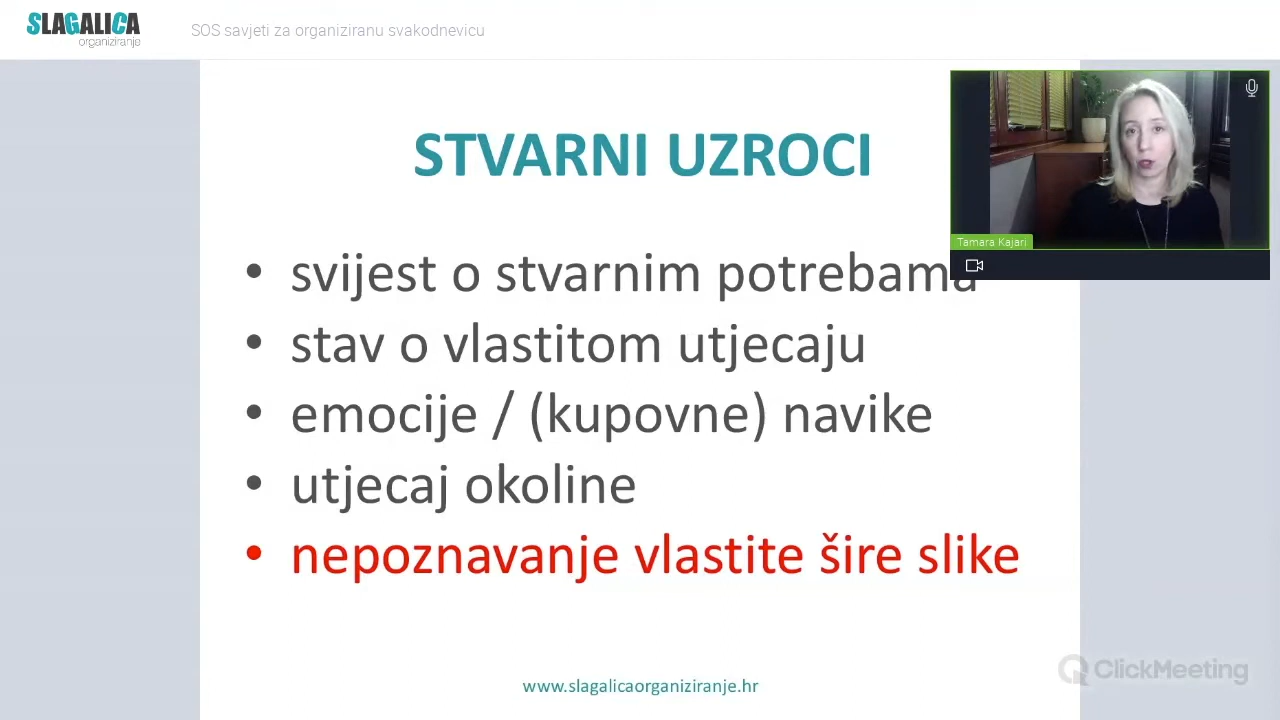 SLAGALICA
organiziranje
SOS savjeti za organiziranu svakodnevicu
STVARNI UZROCI
Tamara Kajari
• svijest o stvarnim potrebama
• stav o vlastitom utjecaju
• emocije / (kupovne) navike
• utjecaj okoline
• nepoznavanje vlastite šire slike
ClickMeeting
www.slagalicaorganiziranje.hr